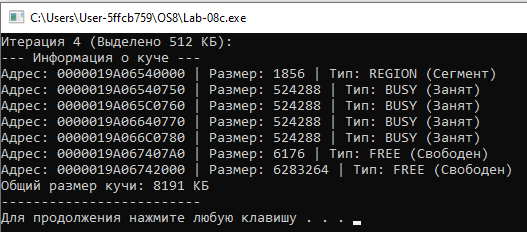 C:\Users\User-5ffcb759\OS8\Lab-08c.exe
Итерация 4 (Выделено 512 КБ):
--- Информация о куче ---
Адрес: 0000019A06540000 | Размер: 1856 | Тип: REGION (Сегмент)
Адрес: 0000019A06540750 | Размер: 524288 | Тип: BUSY (Занят)
Адрес: 0000019A065C0760 | Размер: 524288 | Тип: BUSY (Занят)
Адрес: 0000019A06640770 | Размер: 524288 | Тип: BUSY (Занят)
Адрес: 0000019A066C0780 | Размер: 524288 | Тип: BUSY (Занят)
Адрес: 0000019A067407A0 | Размер: 6176 | Тип: FREE (Свободен)
Адрес: 0000019A06742000 | Размер: 6283264 | Тип: FREE (Свободен)
Общий размер кучи: 8191 КБ
-------------------------
Для продолжения нажмите любую клавишу . . .